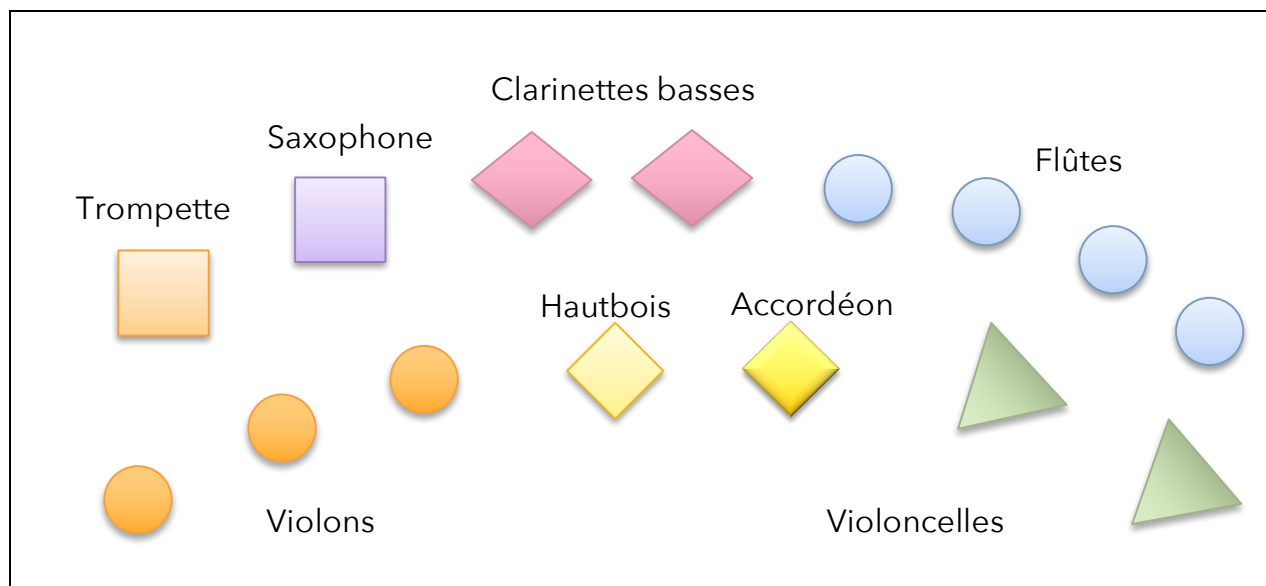 Clarinettes basses
Saxophone
Flûtes
Trompette
Hautbois
Accordéon
Violons
Violoncelles